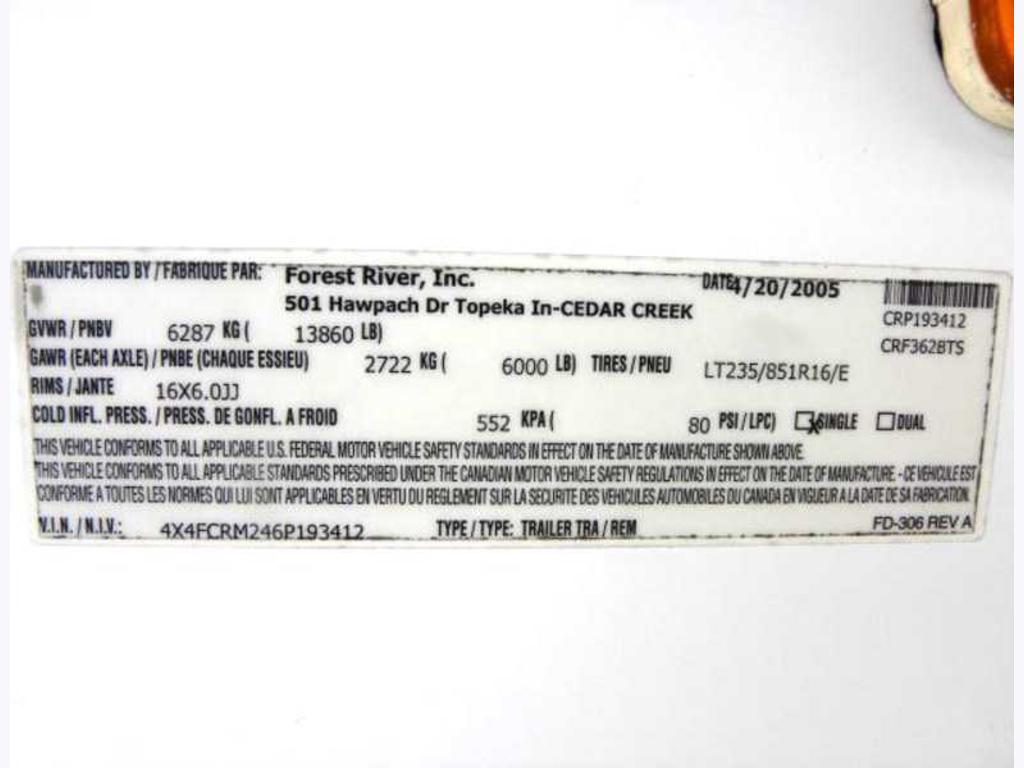 MANUFACTURED BY / FABRIQUE PAR: Forest River, Inc. DATE 4/20/2005
501 Hawpach Dr Topeka In-CEDAR CREEK
CRP193412
GVWR / PNBV 6287 KG ( 13860 LB)
CRF362BTS
GAWR (EACH AXLE) / PNBE (CHAQUE ESSIEU) 2722 KG ( 6000 LB) TIRES / PNEU LT235/851R16/E
RIMS / JANTE 16X6.0JJ
COLD INFL. PRESS. / PRESS. DE GONFL. A FROID 552 KPA ( 80 PSI / LPC) X SINGLE DUAL
THIS VEHICLE CONFORMS TO ALL APPLICABLE U.S. FEDERAL MOTOR VEHICLE SAFETY STANDARDS IN EFFECT ON THE DATE OF MANUFACTURE SHOWN ABOVE.
THIS VEHICLE CONFORMS TO ALL APPLICABLE STANDARDS PRESCRIBED UNDER THE CANADIAN MOTOR VEHICLE SAFETY REGULATIONS IN EFFECT ON THE DATE OF MANUFACTURE. - CE VEHICULE EST
CONFORME A TOUTES LES NORMES QUI LUI SONT APPLICABLES EN VERTU DU REGLEMENT SUR LA SECURITE DES VEHICULES AUTOMOBILES DU CANADA EN VIGUEUR A LA DATE DE SA FABRICATION.
V.I.N. / N.I.V.: 4X4FCRM246P193412 TYPE / TYPE: TRAILER TRA / REM FD-306 REV A